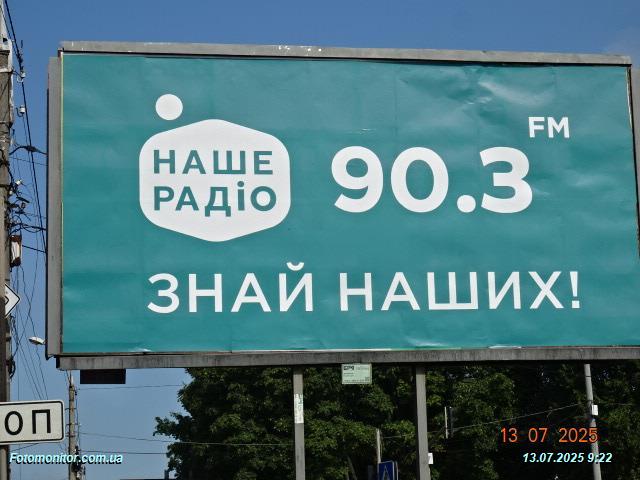 FM
НАШЕ
РАДІО
90.3
ЗНАЙ НАШИХ!
ОП
13 07 2025
Fotomonitor.com.ua
13.07.2025 9:22